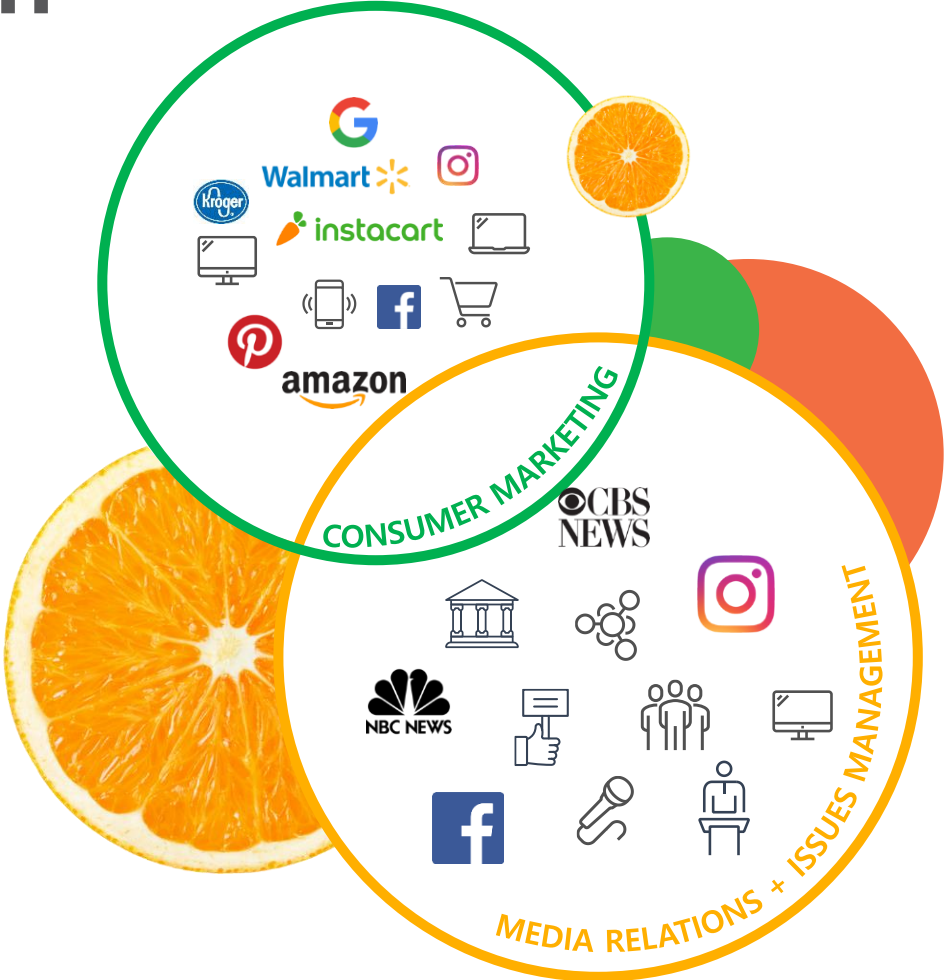 Walmart
Kroger
instacart
amazon
CONSUMER MARKETING
CBS
NEWS
NBC NEWS
MEDIA RELATIONS + ISSUES MANAGEMENT